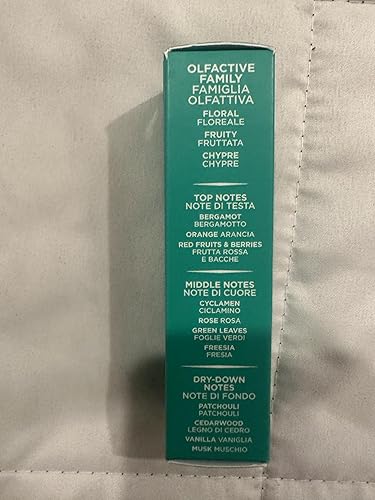 OLFACTIVE
FAMILY
FAMIGLIA
OLFATTIVA
FLORAL
FLOREALE
FRUITY
FRUTTATA
CHYPRE
CHYPRE
TOP NOTES
NOTE DI TESTA
BERGAMOT
BERGAMOTTO
ORANGE ARANCIA
RED FRUITS & BERRIES
FRUTTA ROSSA
E BACCHE
MIDDLE NOTES
NOTE DI CUORE
CYCLAMEN
CICLAMINO
ROSE ROSA
GREEN LEAVES
FOGLIE VERDI
FREESIA
FRESIA
DRY-DOWN
NOTES
NOTE DI FONDO
PATCHOULI
PATCHOULI
CEDARWOOD
LEGNO DI CEDRO
VANILLA VANIGLIA
MUSK MUSCHIO